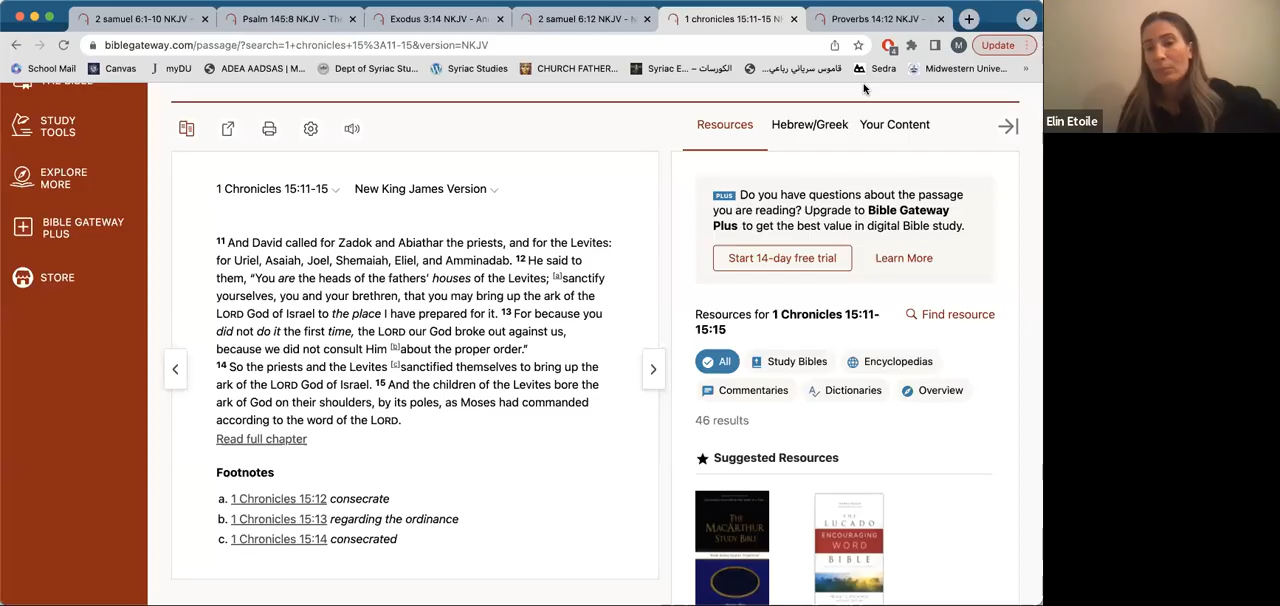 2 samuel 6:1-10 NKJV -
Psalm 145:8 NKJV - The
Exodus 3:14 NKJV - An
2 samuel 6:12 NKJV - N
1 chronicles 15:11-15 N
Proverbs 14:12 NKJV -
biblegateway.com/passage/?search=1+chronicles+15%3A11-15&version=NKJV
4
M
Update
School Mail
Canvas
myDU
ADEA AADSAS | M...
Dept of Syriac Stu...
Syriac Studies
CHURCH FATHER...
Syriac E... – الكورسات
قاموس سرياني رباعي...
Sedra
Midwestern Unive...
»
STUDY
TOOLS
EXPLORE
MORE
BIBLE GATEWAY
PLUS
STORE
Resources
Hebrew/Greek
Your Content
1 Chronicles 15:11-15
New King James Version
11 And David called for Zadok and Abiathar the priests, and for the Levites:
for Uriel, Asaiah, Joel, Shemaiah, Eliel, and Amminadab. 12 He said to
them, “You are the heads of the fathers’ houses of the Levites; [a]sanctify
yourselves, you and your brethren, that you may bring up the ark of the
LORD God of Israel to the place I have prepared for it. 13 For because you
did not do it the first time, the LORD our God broke out against us,
because we did not consult Him [b]about the proper order.”
14 So the priests and the Levites [c]sanctified themselves to bring up the
ark of the LORD God of Israel. 15 And the children of the Levites bore the
ark of God on their shoulders, by its poles, as Moses had commanded
according to the word of the LORD.
Read full chapter
Footnotes
a. 1 Chronicles 15:12 consecrate
b. 1 Chronicles 15:13 regarding the ordinance
c. 1 Chronicles 15:14 consecrated
PLUS Do you have questions about the passage
you are reading? Upgrade to Bible Gateway
Plus to get the best value in digital Bible study.
Start 14-day free trial
Learn More
Resources for 1 Chronicles 15:11-
15:15
Find resource
All
Study Bibles
Encyclopedias
Commentaries
Dictionaries
Overview
46 results
Suggested Resources
THE
MACARTHUR
STUDY BIBLE
THE
LUCADO
ENCOURAGING
WORD
BIBLE
Elin Etoile